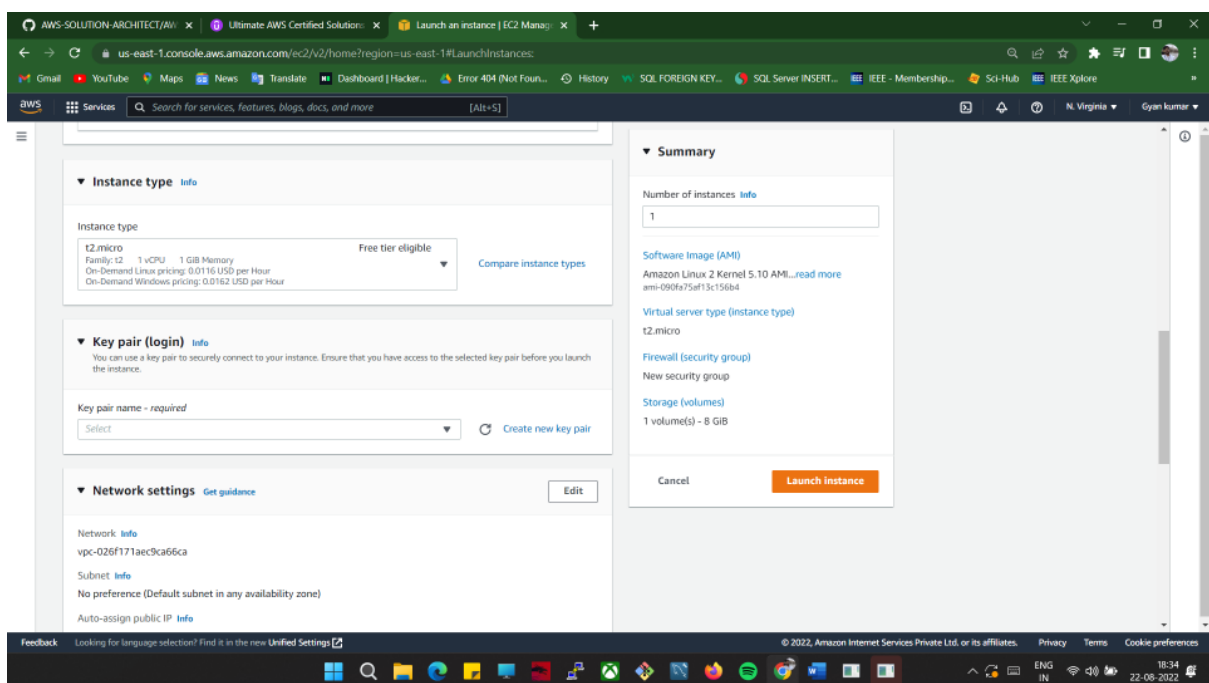 AWS-SOLUTION-ARCHITECT/AW
Ultimate AWS Certified Solutions
Launch an instance | EC2 Manag
us-east-1.console.aws.amazon.com/ec2/v2/home?region=us-east-1#LaunchInstances:
Gmail YouTube Maps News Translate Dashboard | Hacker... Error 404 (Not Foun... History SQL FOREIGN KEY... SQL Server INSERT... IEEE - Membership... Sci-Hub IEEE Xplore »
aws Services Search for services, features, blogs, docs, and more [Alt+S] N. Virginia Gyan kumar
Instance type Info
Instance type
t2.micro Free tier eligible
Family: t2 1 vCPU 1 GiB Memory
On-Demand Linux pricing: 0.0116 USD per Hour
On-Demand Windows pricing: 0.0162 USD per Hour
Compare instance types
Key pair (login) Info
You can use a key pair to securely connect to your instance. Ensure that you have access to the selected key pair before you launch
the instance.
Key pair name - required
Select
Create new key pair
Network settings Get guidance
Edit
Network Info
vpc-026f171aec9ca66ca
Subnet Info
No preference (Default subnet in any availability zone)
Auto-assign public IP Info
Summary
Number of instances Info
1
Software Image (AMI)
Amazon Linux 2 Kernel 5.10 AMI...read more
ami-090fa75af13c156b4
Virtual server type (instance type)
t2.micro
Firewall (security group)
New security group
Storage (volumes)
1 volume(s) - 8 GiB
Cancel
Launch instance
Feedback Looking for language selection? Find it in the new Unified Settings © 2022, Amazon Internet Services Private Ltd. or its affiliates. Privacy Terms Cookie preferences
ENG
IN
18:34
22-08-2022